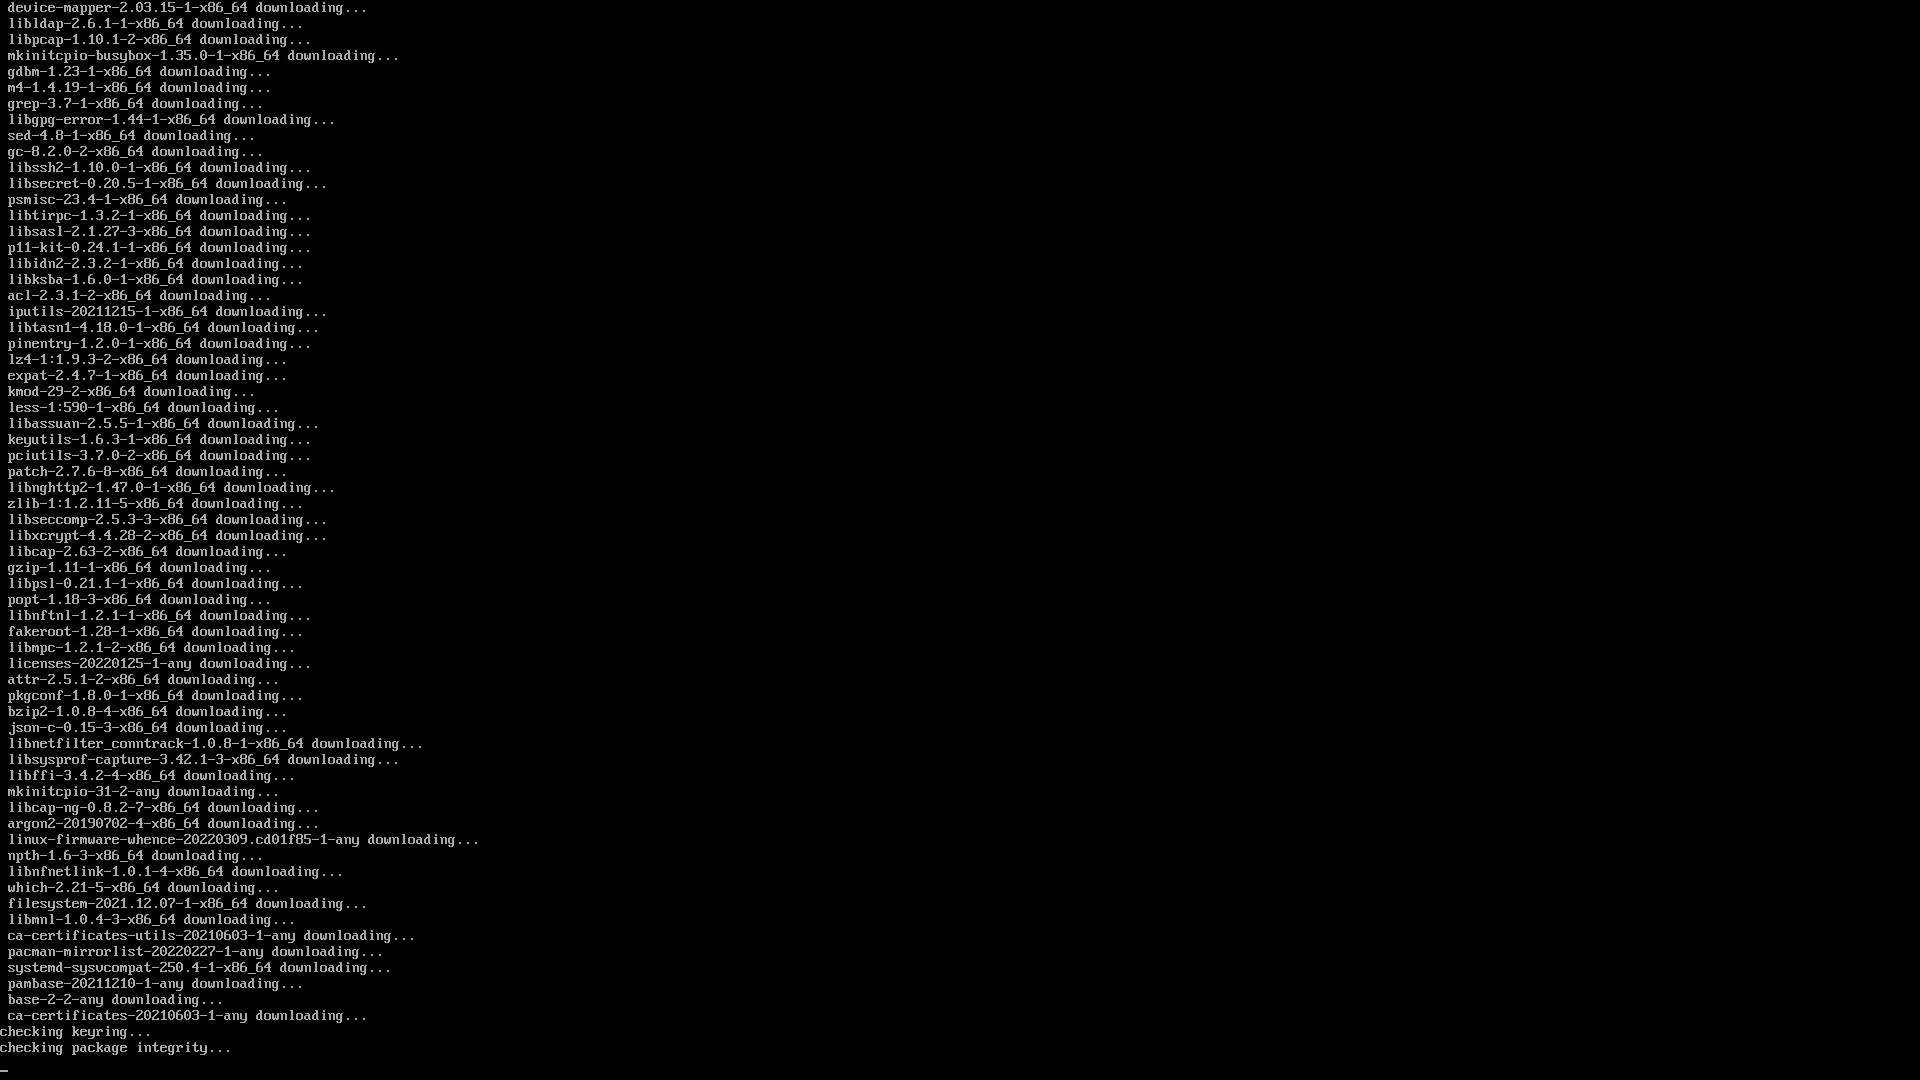 device-mapper-2.03.15-1-x86_64 downloading...
libldap-2.6.1-1-x86_64 downloading...
libpcap-1.10.1-2-x86_64 downloading...
mkinitcpio-busybox-1.35.0-1-x86_64 downloading...
gdbm-1.23-1-x86_64 downloading...
m4-1.4.19-1-x86_64 downloading...
grep-3.7-1-x86_64 downloading...
libgpg-error-1.44-1-x86_64 downloading...
sed-4.8-1-x86_64 downloading...
gc-8.2.0-2-x86_64 downloading...
libssh2-1.10.0-1-x86_64 downloading...
libsecret-0.20.5-1-x86_64 downloading...
psmisc-23.4-1-x86_64 downloading...
libtirpc-1.3.2-1-x86_64 downloading...
libsasl-2.1.27-3-x86_64 downloading...
p11-kit-0.24.1-1-x86_64 downloading...
libidn2-2.3.2-1-x86_64 downloading...
libksba-1.6.0-1-x86_64 downloading...
acl-2.3.1-2-x86_64 downloading...
iputils-20211215-1-x86_64 downloading...
libtasn1-4.18.0-1-x86_64 downloading...
pinentry-1.2.0-1-x86_64 downloading...
lz4-1:1.9.3-2-x86_64 downloading...
expat-2.4.7-1-x86_64 downloading...
kmod-29-2-x86_64 downloading...
less-1:590-1-x86_64 downloading...
libassuan-2.5.5-1-x86_64 downloading...
keyutils-1.6.3-1-x86_64 downloading...
pciutils-3.7.0-2-x86_64 downloading...
patch-2.7.6-8-x86_64 downloading...
libnghttp2-1.47.0-1-x86_64 downloading...
zlib-1:1.2.11-5-x86_64 downloading...
libseccomp-2.5.3-3-x86_64 downloading...
libxcrypt-4.4.28-2-x86_64 downloading...
libcap-2.63-2-x86_64 downloading...
gzip-1.11-1-x86_64 downloading...
libpsl-0.21.1-1-x86_64 downloading...
popt-1.18-3-x86_64 downloading...
libnftnl-1.2.1-1-x86_64 downloading...
fakeroot-1.28-1-x86_64 downloading...
libmpc-1.2.1-2-x86_64 downloading...
licenses-20220125-1-any downloading...
attr-2.5.1-2-x86_64 downloading...
pkgconf-1.8.0-1-x86_64 downloading...
bzip2-1.0.8-4-x86_64 downloading...
json-c-0.15-3-x86_64 downloading...
libnetfilter_conntrack-1.0.8-1-x86_64 downloading...
libsysprof-capture-3.42.1-3-x86_64 downloading...
libffi-3.4.2-4-x86_64 downloading...
mkinitcpio-31-2-any downloading...
libcap-ng-0.8.2-7-x86_64 downloading...
argon2-20190702-4-x86_64 downloading...
linux-firmware-whence-20220309.cd01f85-1-any downloading...
npth-1.6-3-x86_64 downloading...
libnfnetlink-1.0.1-4-x86_64 downloading...
which-2.21-5-x86_64 downloading...
filesystem-2021.12.07-1-x86_64 downloading...
libmnl-1.0.4-3-x86_64 downloading...
ca-certificates-utils-20210603-1-any downloading...
pacman-mirrorlist-20220227-1-any downloading...
systemd-sysvcompat-250.4-1-x86_64 downloading...
pambase-20211210-1-any downloading...
base-2-2-any downloading...
ca-certificates-20210603-1-any downloading...
checking keyring...
checking package integrity...